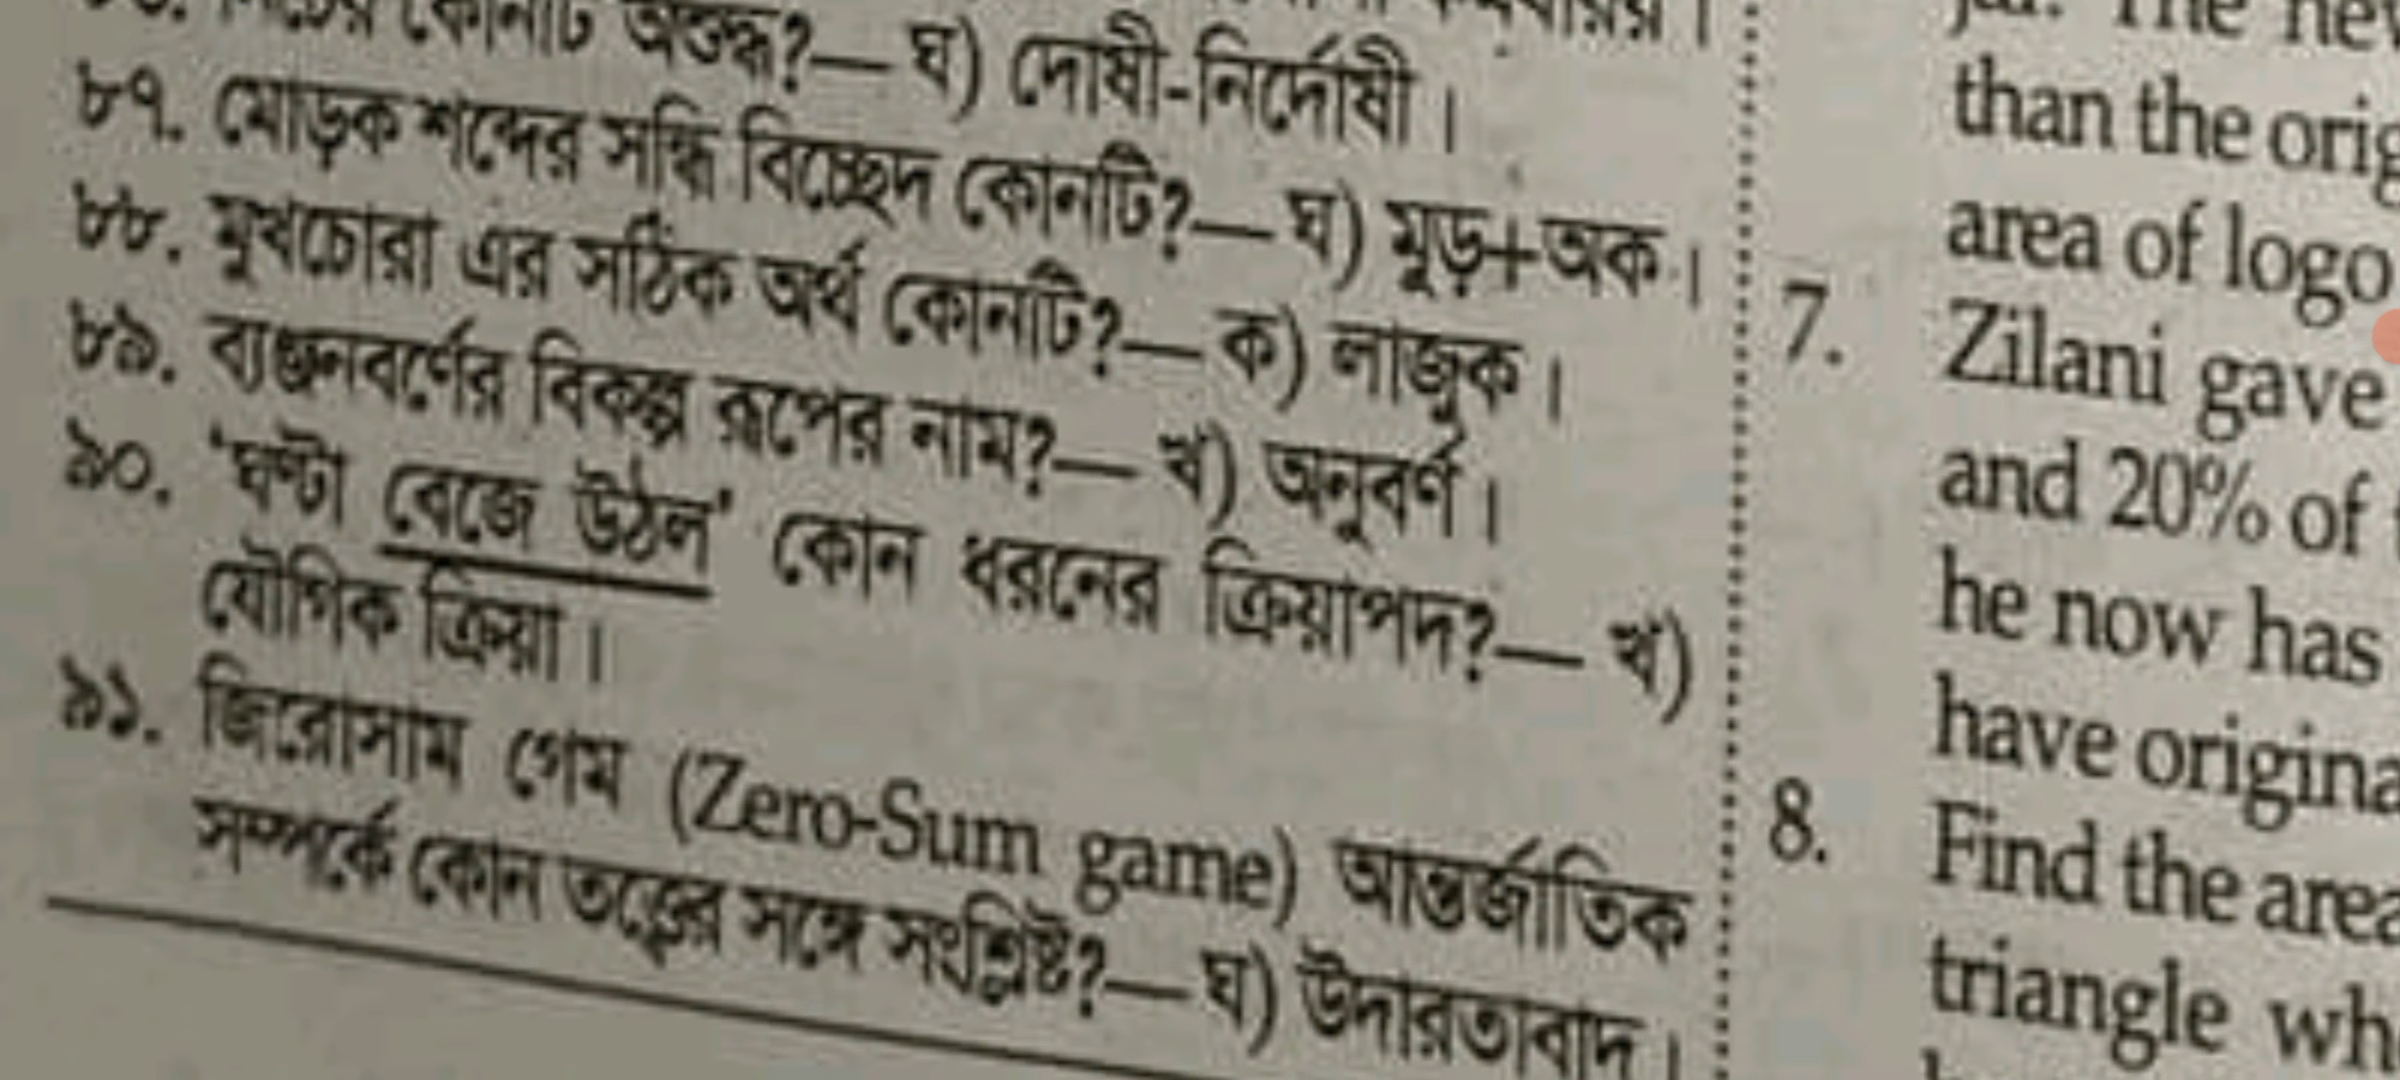 কোনটি অশুদ্ধ?— ঘ) দোষী-নির্দোষী।
৮৭. মোড়ক শব্দের সন্ধি বিচ্ছেদ কোনটি?— ঘ) মুড়+অক।
৮৮. মুখচোরা এর সঠিক অর্থ কোনটি?— ক) লাজুক।
৮৯. ব্যঞ্জনবর্ণের বিকল্প রূপের নাম?— খ) অনুবর্ণ।
৯০. ‘ঘণ্টা বেজে উঠল’ কোন ধরনের ক্রিয়াপদ?— খ)
যৌগিক ক্রিয়া।
৯১. জিরোসাম গেম (Zero-Sum game) আন্তর্জাতিক
সম্পর্কে কোন তত্ত্বের সঙ্গে সংশ্লিষ্ট?— ঘ) উদারতাবাদ।
The
than the orig
area of logo
7. Zilani gave
and 20% of
he now has
have origina
8. Find the area
triangle wh